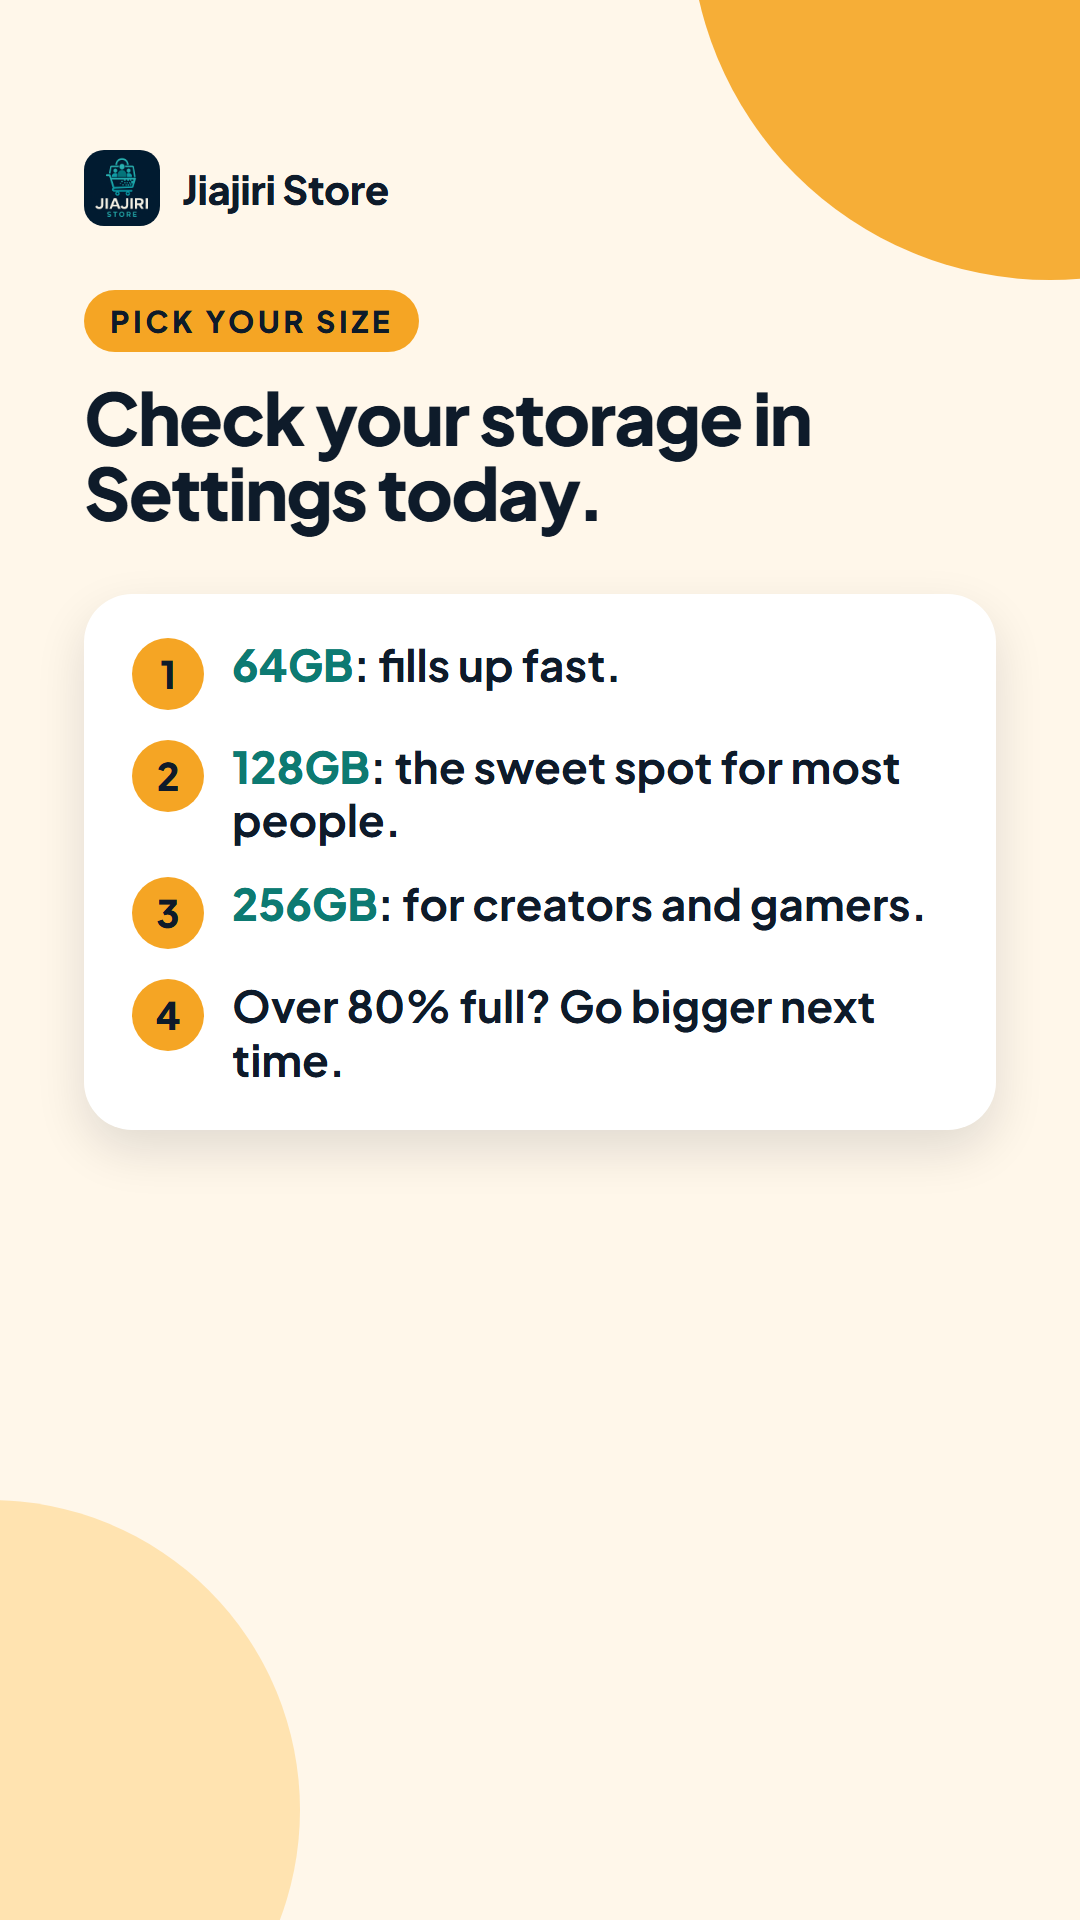 JIAJIRI
STORE
Jiajiri Store
PICK YOUR SIZE
Check your storage in
Settings today.
1
64GB: fills up fast.
2
128GB: the sweet spot for most
people.
3
256GB: for creators and gamers.
4
Over 80% full? Go bigger next
time.